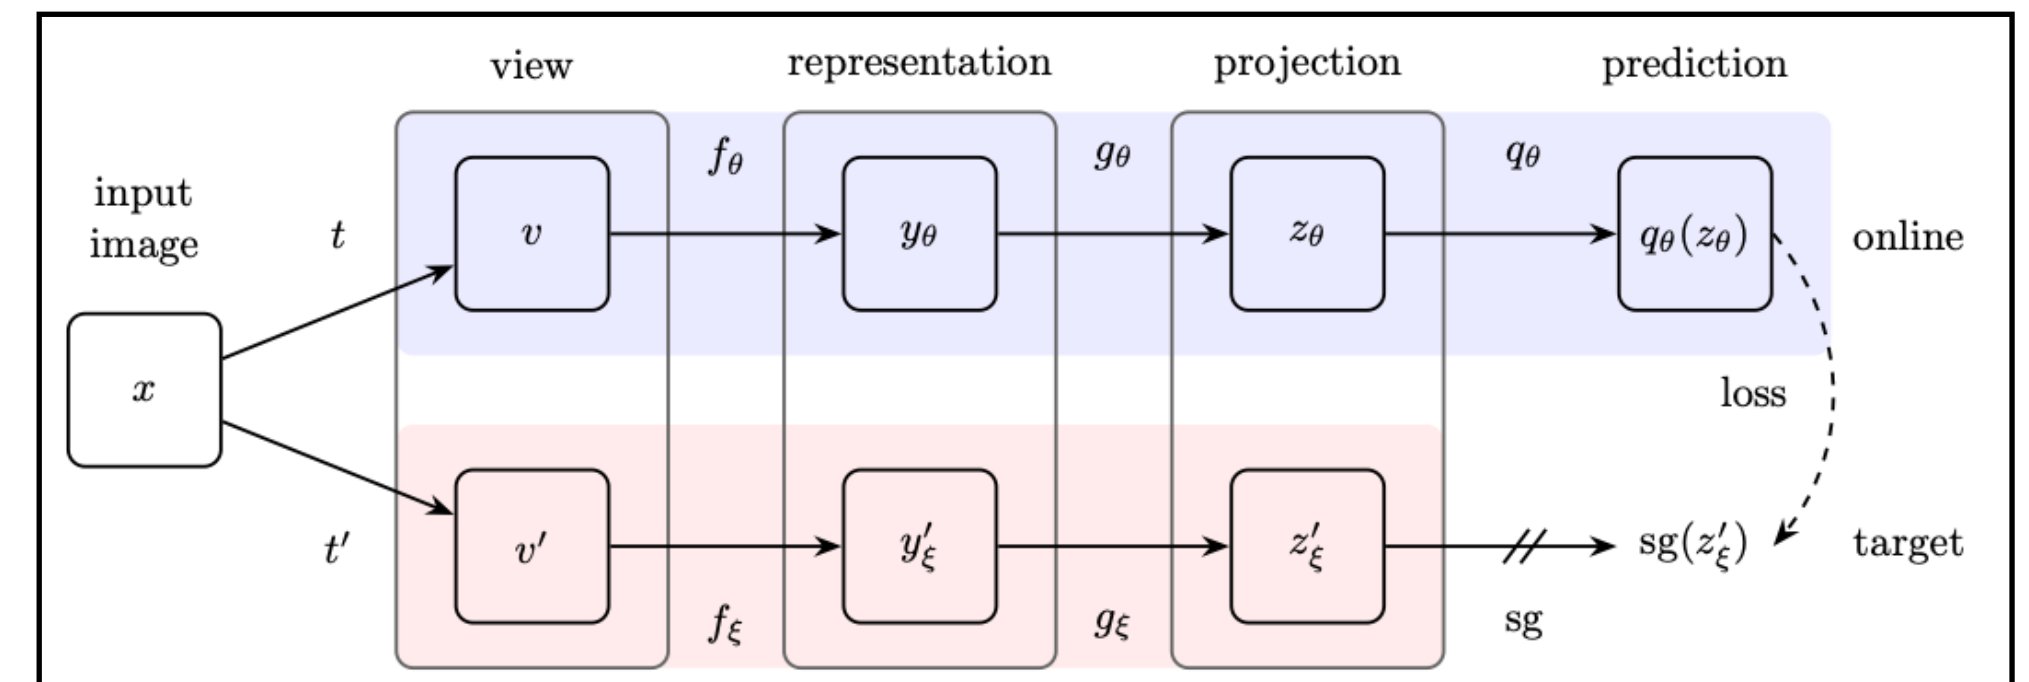 view representation projection prediction
input
image
t
f_θ g_θ q_θ
v y_θ z_θ q_θ(z_θ) online
x
loss
t′
v′ y′_ξ z′_ξ sg(z′_ξ) target
f_ξ g_ξ sg